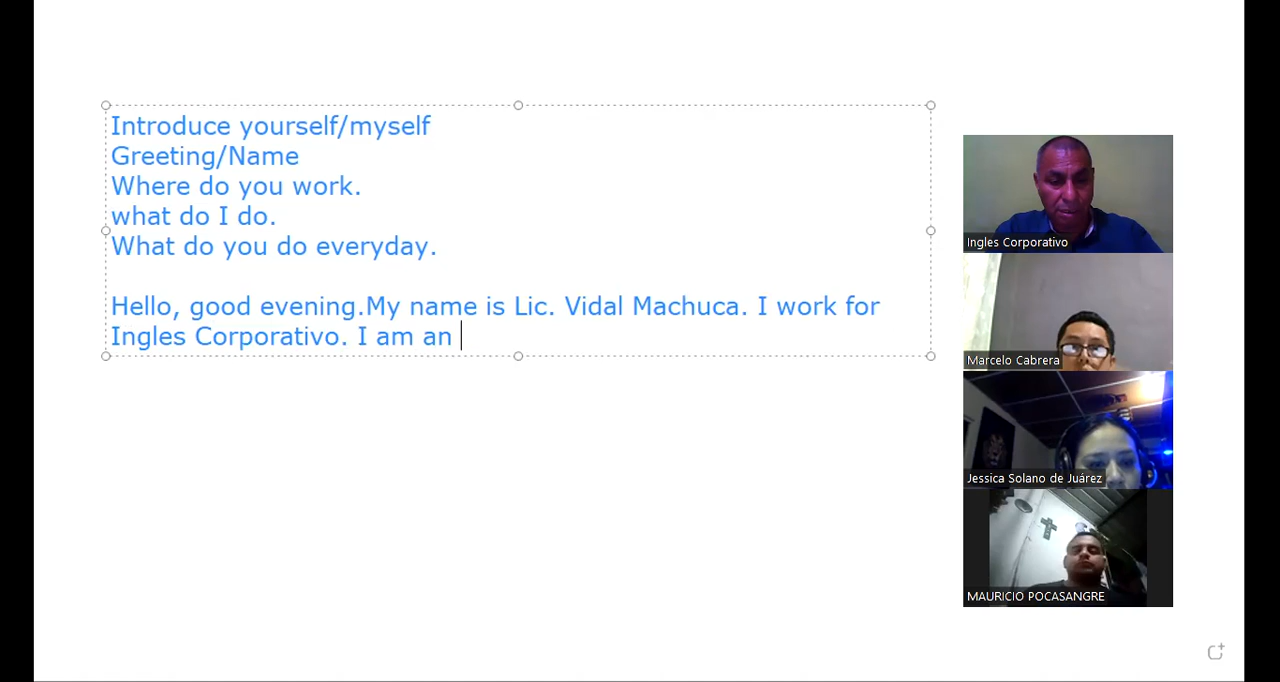 Introduce yourself/myself
Greeting/Name
Where do you work.
what do I do.
What do you do everyday.
Hello, good evening.My name is Lic. Vidal Machuca. I work for
Ingles Corporativo. I am an
Ingles Corporativo
Marcelo Cabrera
Jessica Solano de Juárez
MAURICIO POCASANGRE